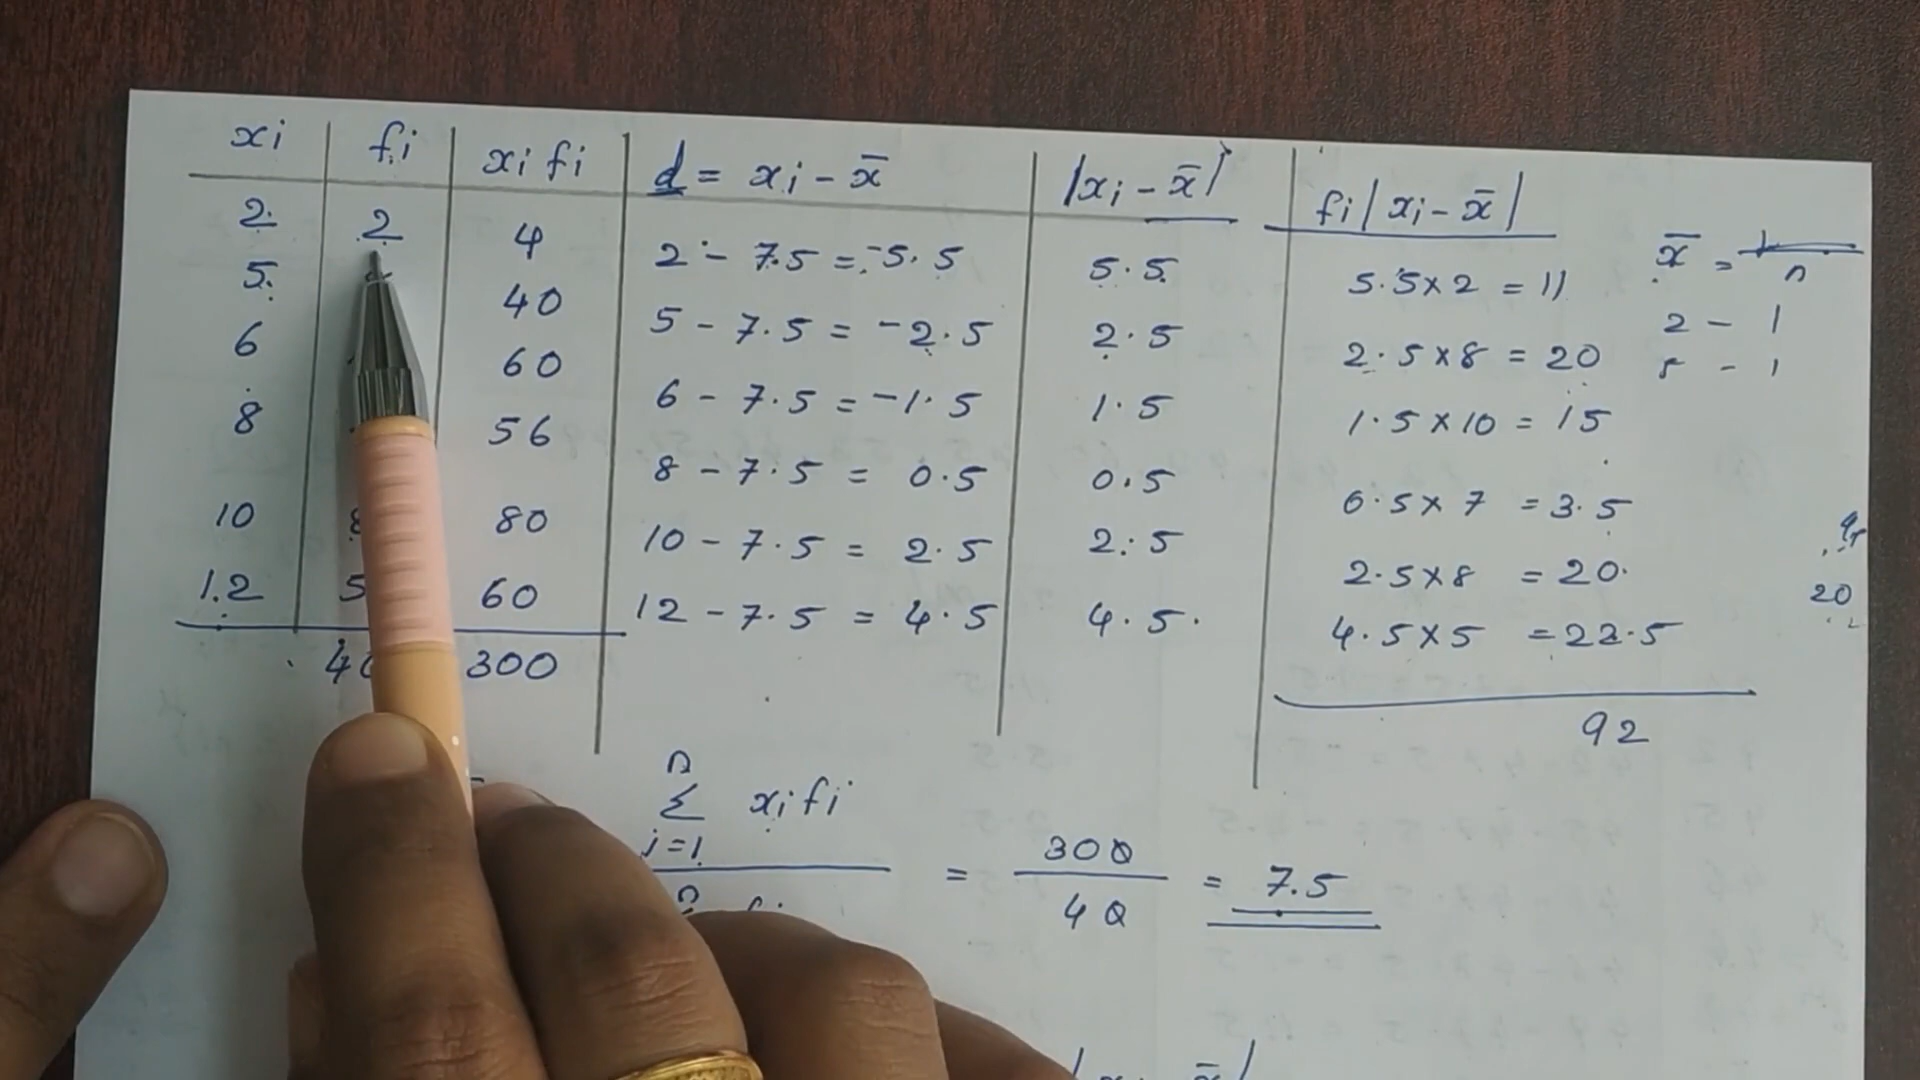 xi fi xi fi d = xi - x̄ |xi - x̄| fi|xi - x̄|
2 2 4 2 - 7.5 = -5.5 5.5 5.5 × 2 = 11
5 40 5 - 7.5 = -2.5 2.5 2.5 × 8 = 20
6 60 6 - 7.5 = -1.5 1.5 1.5 × 10 = 15
8 56 8 - 7.5 = 0.5 0.5 0.5 × 7 = 3.5
10 8 80 10 - 7.5 = 2.5 2.5 2.5 × 8 = 20
12 5 60 12 - 7.5 = 4.5 4.5 4.5 × 5 = 22.5
40 300 92
x̄ = n
2 - 1
5 - 1
20
n
Σ xi fi
i=1
= 300 / 40 = 7.5